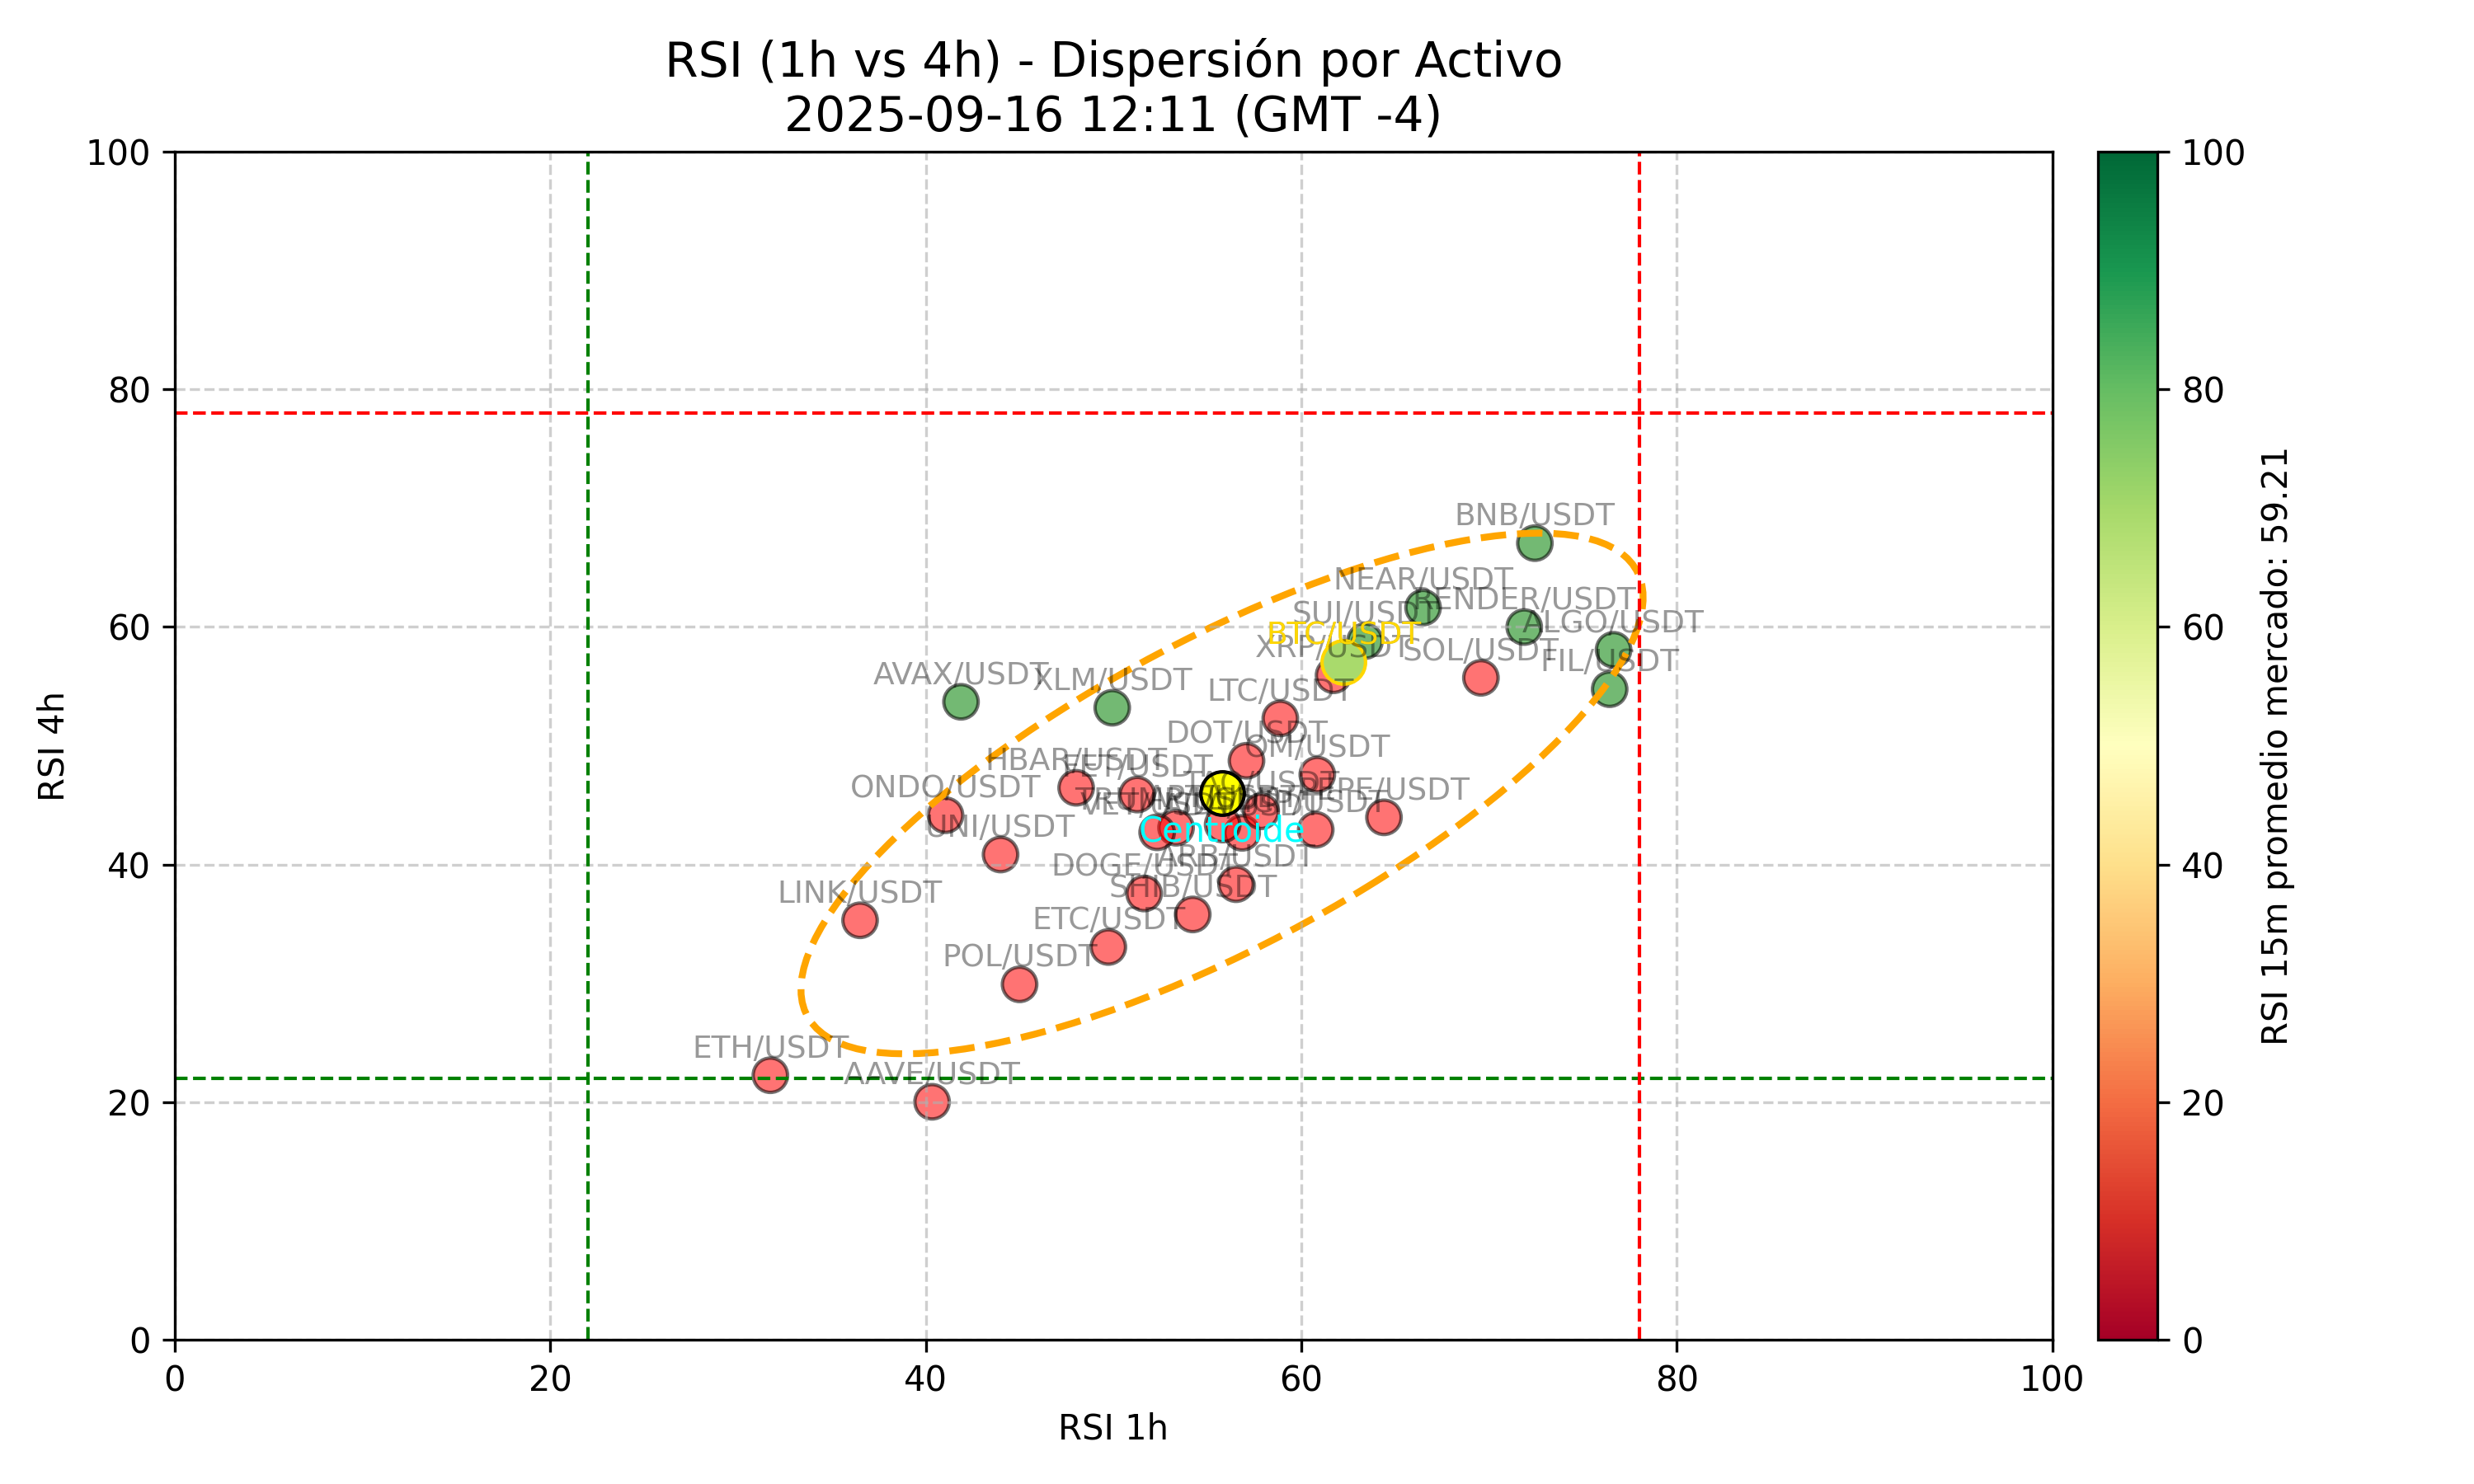 RSI (1h vs 4h) - Dispersión por Activo
2025-09-16 12:11 (GMT -4)
100
80
60
40
20
0
RSI 4h
0
20
40
60
80
100
RSI 1h
BNB/USDT
NEAR/USDT
RENDER/USDT
SUI/USDT
ALGO/USDT
BTC/USDT
XRP/USDT
SOL/USDT
FIL/USDT
AVAX/USDT
XLM/USDT
LTC/USDT
DOT/USDT
OM/USDT
HBAR/USDT
FET/USDT
ONDO/USDT
PEPE/USDT
UNI/USDT
Centroide
ARB/USDT
DOGE/USDT
SHIB/USDT
LINK/USDT
ETC/USDT
POL/USDT
ETH/USDT
AAVE/USDT
100
80
60
40
20
0
RSI 15m promedio mercado: 59.21